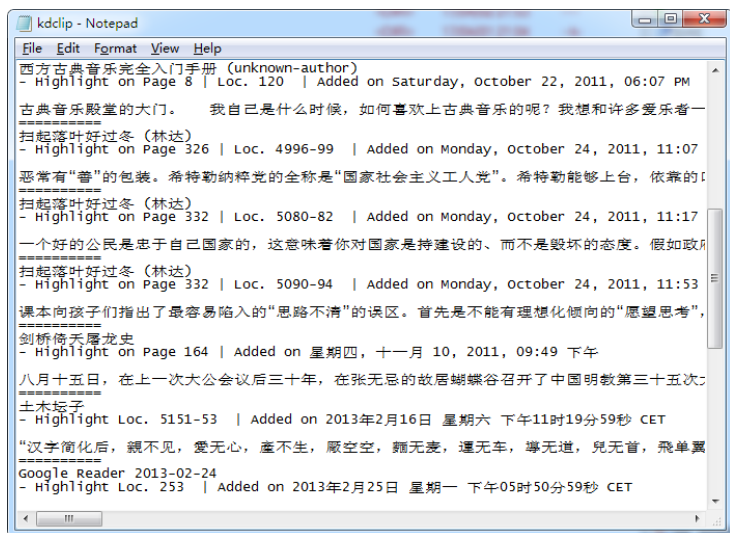 kdclip - Notepad
File Edit Format View Help
西方古典音乐完全入门手册 (unknown-author)
- Highlight on Page 8 | Loc. 120 | Added on Saturday, October 22, 2011, 06:07 PM
古典音乐殿堂的大门。 我自己是什么时候，如何喜欢上古典音乐的呢？我想和许多爱乐者一
==========
扫起落叶好过冬 (林达)
- Highlight on Page 326 | Loc. 4996-99 | Added on Monday, October 24, 2011, 11:07
恶常有“善”的包装。希特勒纳粹党的全称是“国家社会主义工人党”。希特勒能够上台，依靠的
==========
扫起落叶好过冬 (林达)
- Highlight on Page 332 | Loc. 5080-82 | Added on Monday, October 24, 2011, 11:17
一个好的公民是忠于自己国家的，这意味着你对国家是持建设的、而不是毁坏的态度。假如政府
==========
扫起落叶好过冬 (林达)
- Highlight on Page 332 | Loc. 5090-94 | Added on Monday, October 24, 2011, 11:53
课本向孩子们指出了最容易陷入的“思路不清”的误区。首先是不能有理想化倾向的“愿望思考”，
==========
剑桥倚天屠龙史
- Highlight on Page 164 | Added on 星期四, 十一月 10, 2011, 09:49 下午
八月十五日，在上一次大公会议后三十年，在张无忌的故居蝴蝶谷召开了中国明教第三十五次
==========
土木坛子
- Highlight Loc. 5151-53 | Added on 2013年2月16日 星期六 下午11时19分59秒 CET
“汉字简化后，親不见，愛无心，產不生，厰空空，麵无麦，運无车，導无道，兒无首，飛单翼
==========
Google Reader 2013-02-24
- Highlight Loc. 253 | Added on 2013年2月25日 星期一 下午05时50分59秒 CET